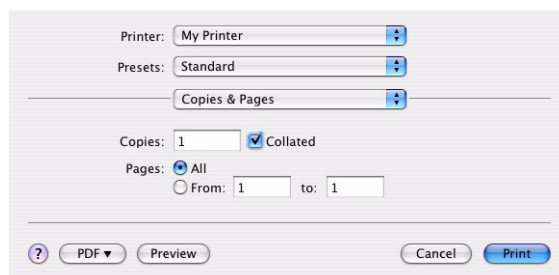 Printer: My Printer
Presets: Standard
Copies & Pages
Copies: 1 Collated
Pages: All
From: 1 to: 1
? PDF▼ Preview Cancel Print